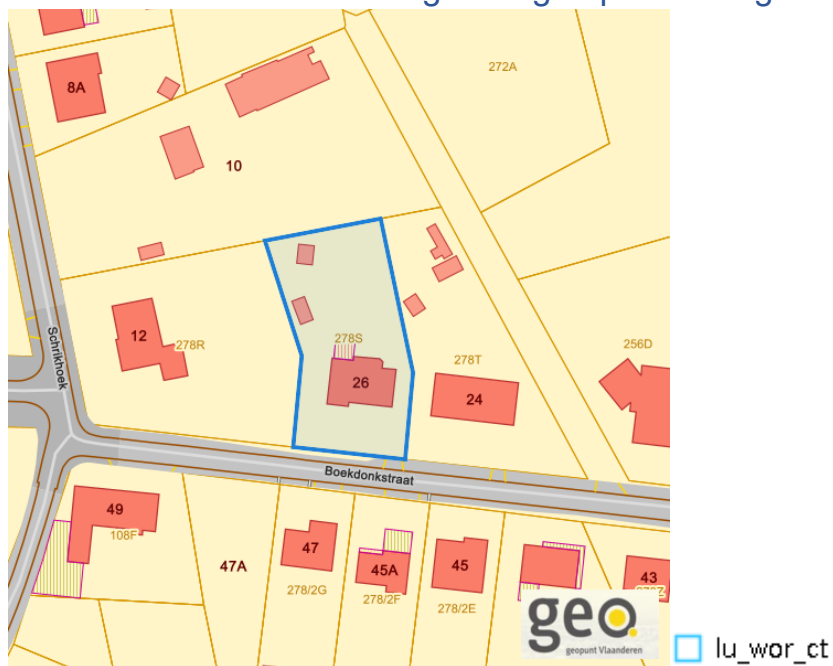 8A
272A
10
Schrikhoek
12
278R
278S
26
278T
24
256D
Boekdonkstraat
49
108F
47A
47
278/2G
45A
278/2F
45
278/2E
43
geo
geopunt Vlaanderen
lu_wor_ct